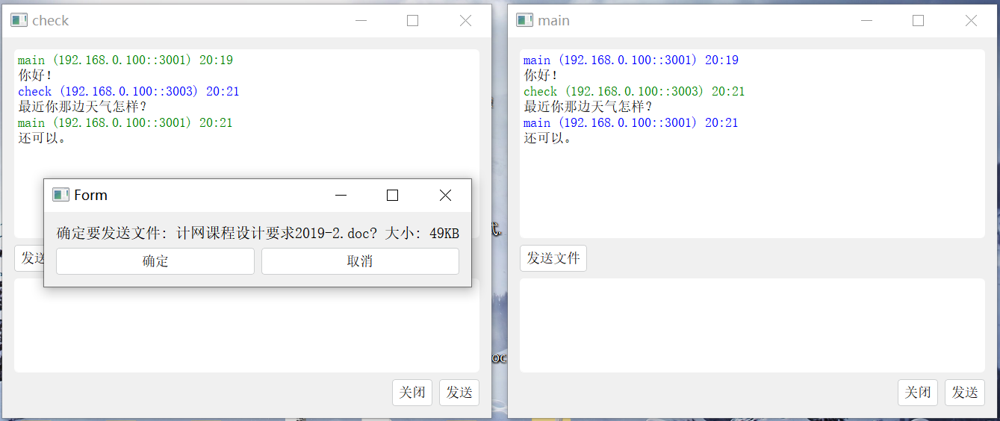 check
main (192.168.0.100::3001) 20:19
你好！
check (192.168.0.100::3003) 20:21
最近你那边天气怎样？
main (192.168.0.100::3001) 20:21
还可以。
Form
确定要发送文件: 计网课程设计要求2019-2.doc? 大小: 49KB
确定
取消
发送
关闭
发送
main
main (192.168.0.100::3001) 20:19
你好！
check (192.168.0.100::3003) 20:21
最近你那边天气怎样？
main (192.168.0.100::3001) 20:21
还可以。
发送文件
关闭
发送